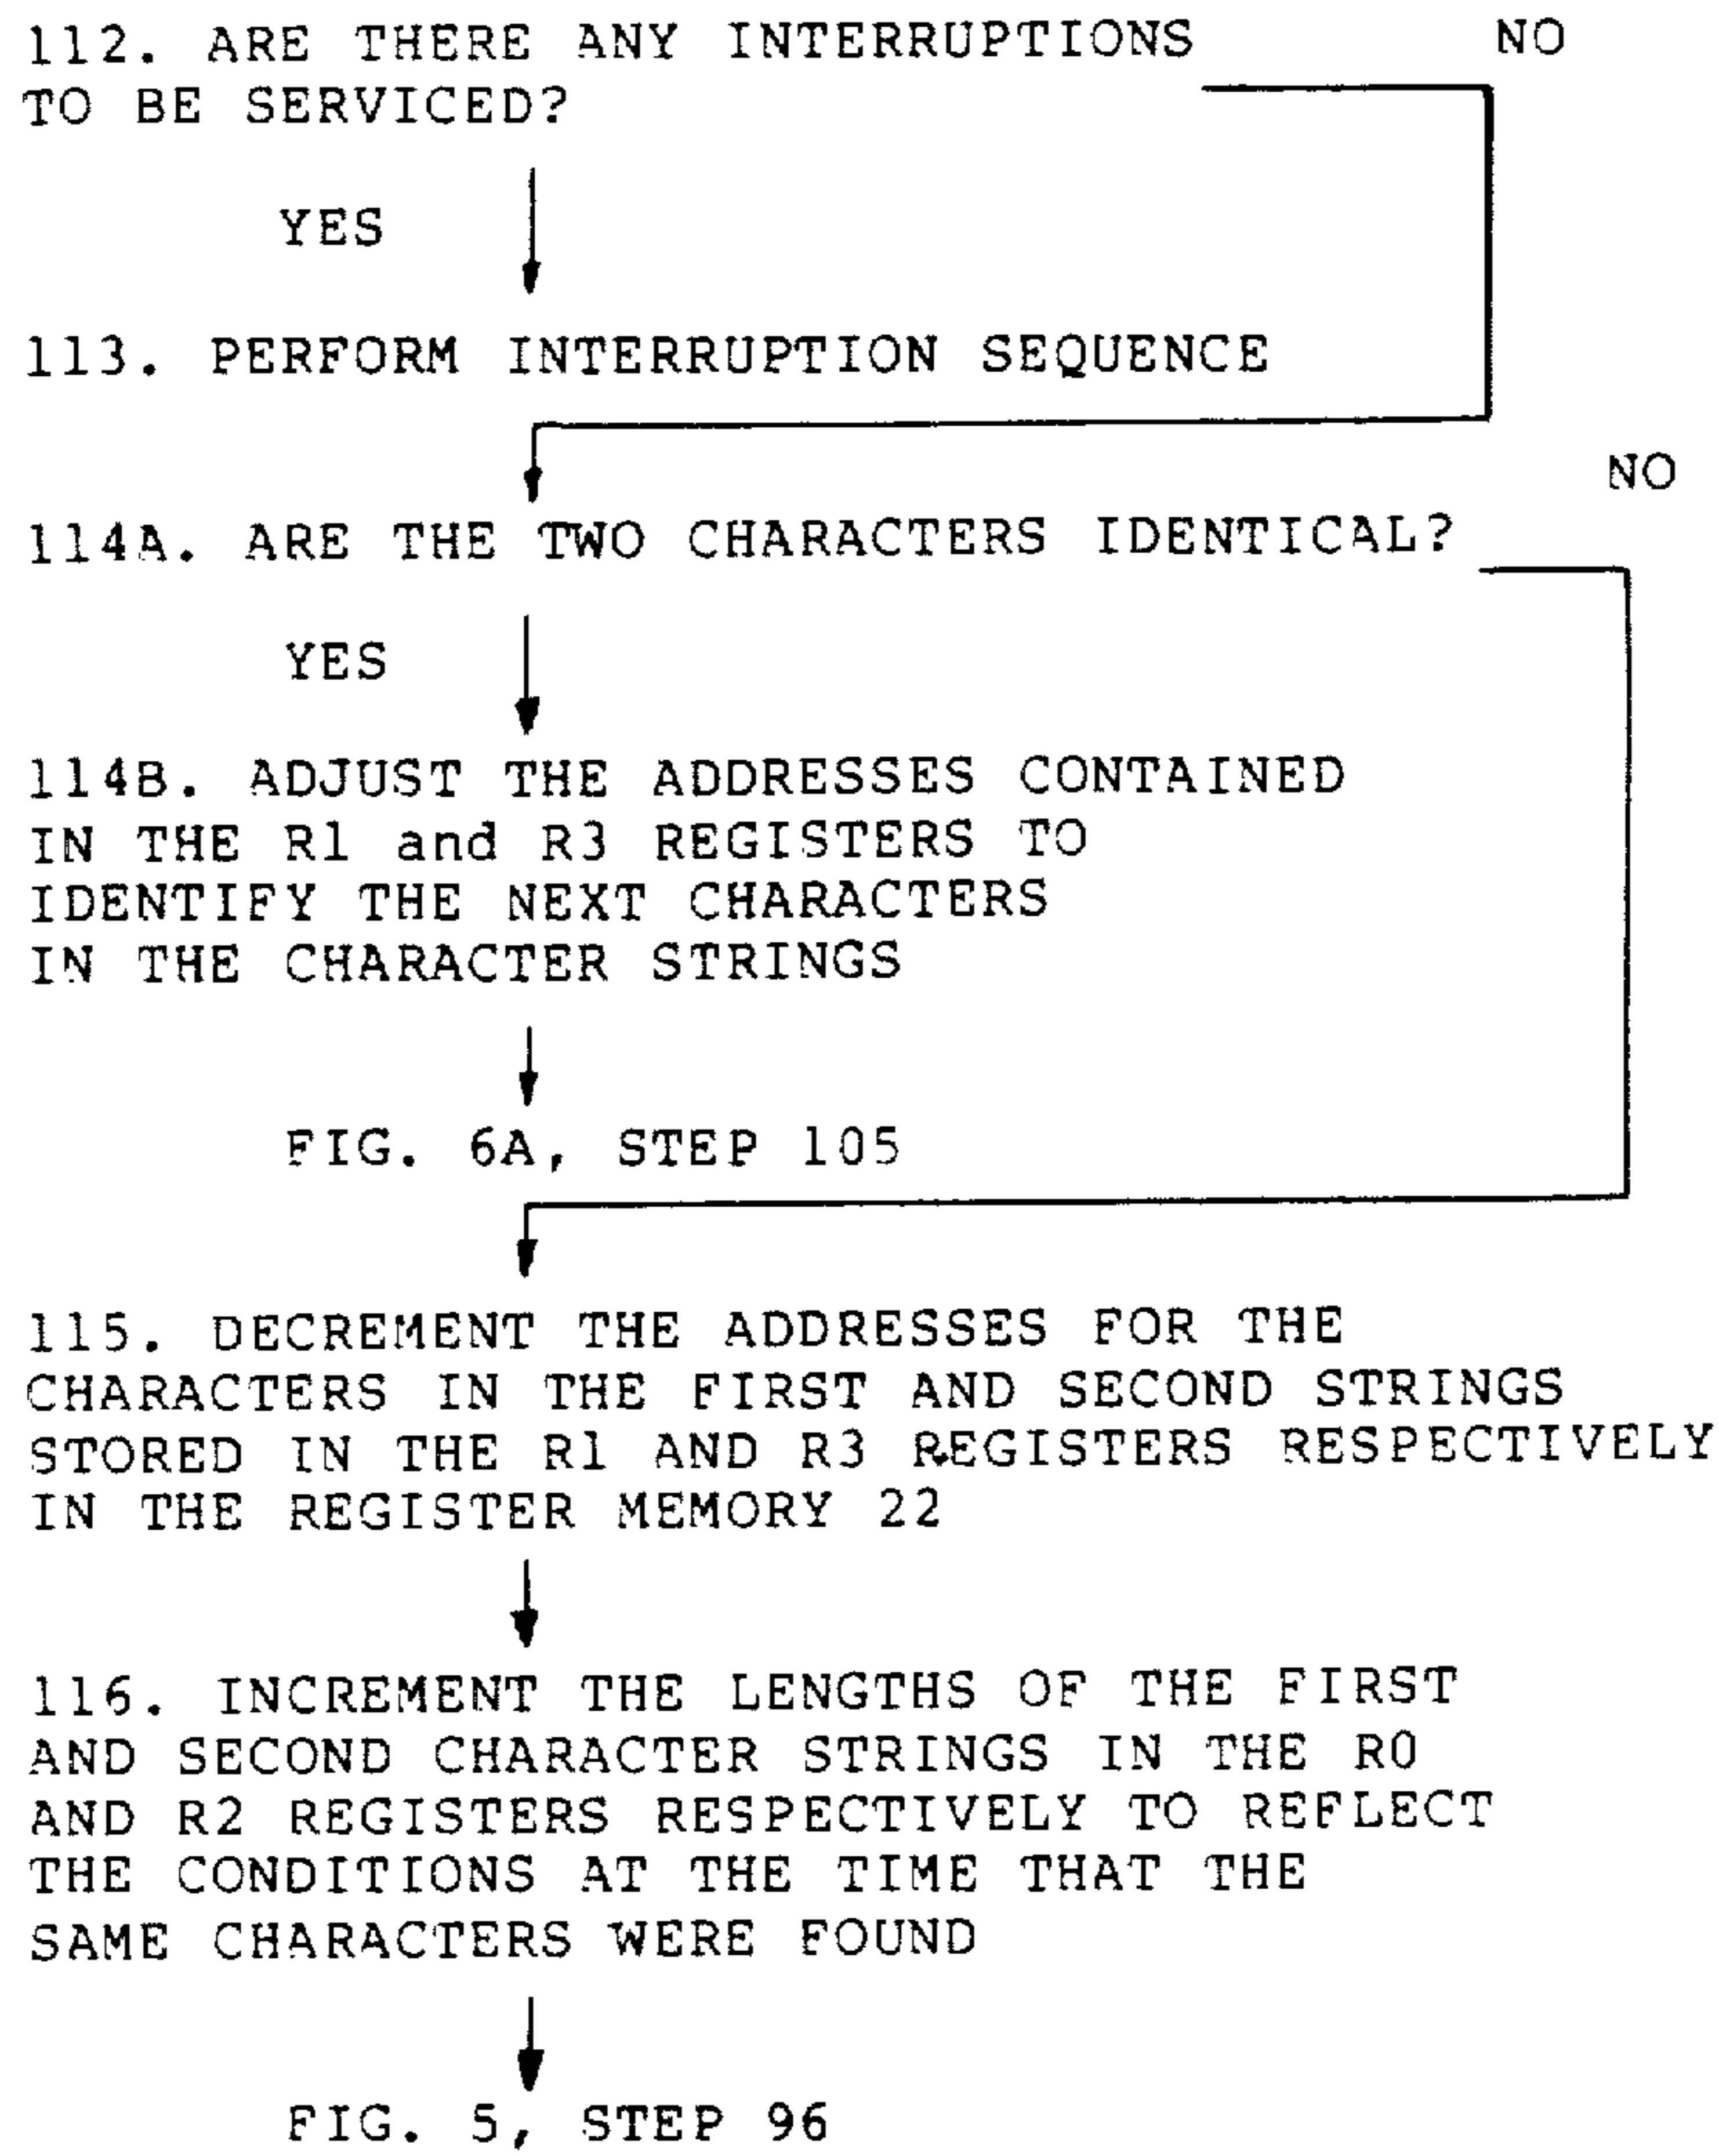 112. ARE THERE ANY INTERRUPTIONS NO
TO BE SERVICED?
YES
113. PERFORM INTERRUPTION SEQUENCE
NO
114A. ARE THE TWO CHARACTERS IDENTICAL?
YES
114B. ADJUST THE ADDRESSES CONTAINED
IN THE R1 and R3 REGISTERS TO
IDENTIFY THE NEXT CHARACTERS
IN THE CHARACTER STRINGS
FIG. 6A, STEP 105
115. DECREMENT THE ADDRESSES FOR THE
CHARACTERS IN THE FIRST AND SECOND STRINGS
STORED IN THE R1 AND R3 REGISTERS RESPECTIVELY
IN THE REGISTER MEMORY 22
116. INCREMENT THE LENGTHS OF THE FIRST
AND SECOND CHARACTER STRINGS IN THE R0
AND R2 REGISTERS RESPECTIVELY TO REFLECT
THE CONDITIONS AT THE TIME THAT THE
SAME CHARACTERS WERE FOUND
FIG. 5, STEP 96